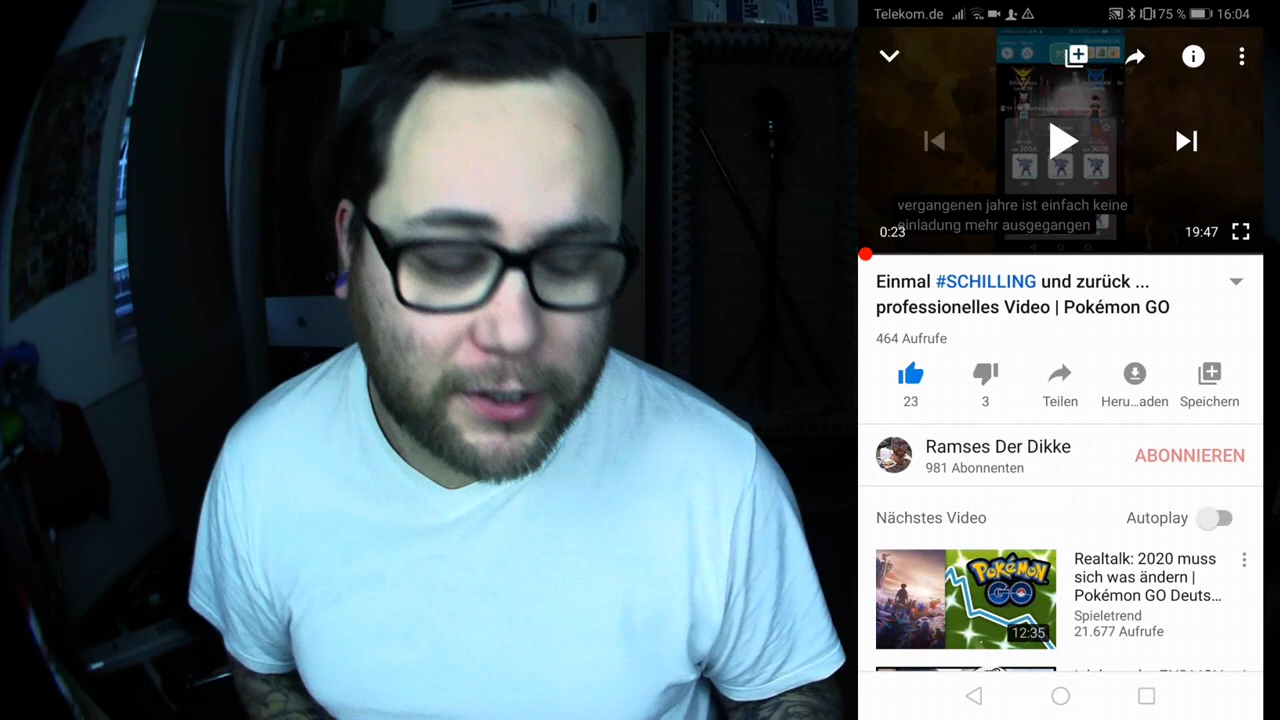 Telekom.de
75 %
16:04
vergangenen jahre ist einfach keine
einladung mehr ausgegangen
0:23
19:47
Einmal #SCHILLING und zurück ...
professionelles Video | Pokémon GO
464 Aufrufe
23
3
Teilen
Heru...aden
Speichern
Ramses Der Dikke
981 Abonnenten
ABONNIEREN
Nächstes Video
Autoplay
POKÉMON
GO
12:35
Realtalk: 2020 muss
sich was ändern |
Pokémon GO Deuts...
Spieletrend
21.677 Aufrufe